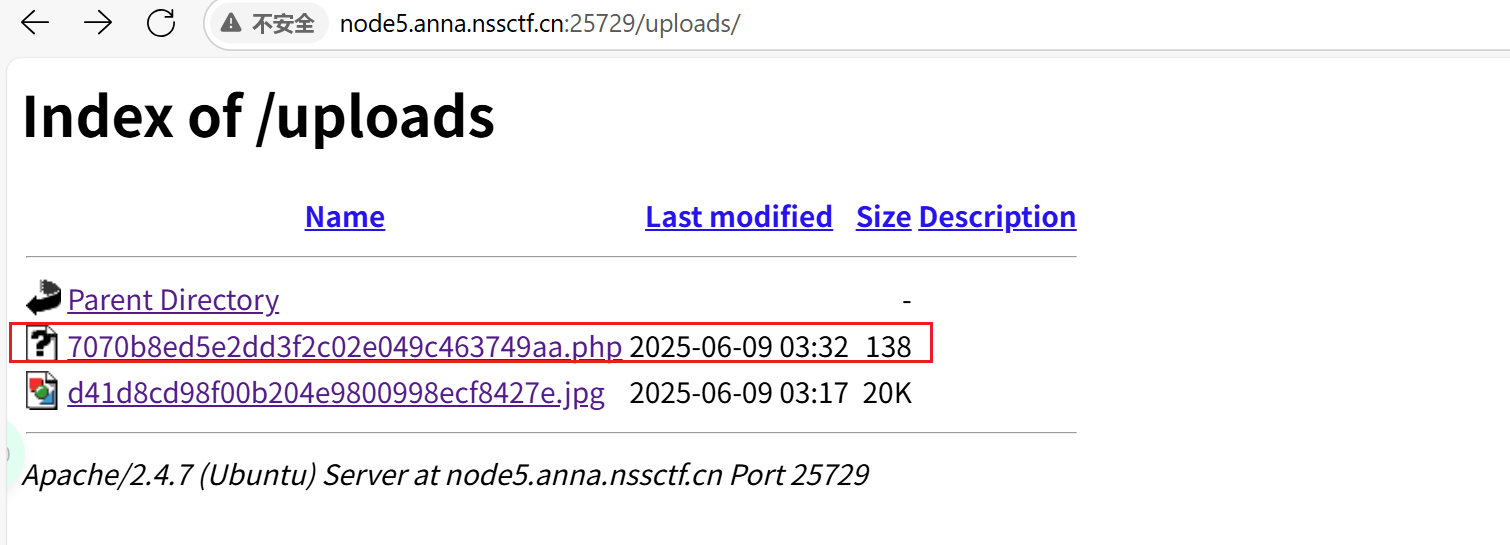 不安全 node5.anna.nssctf.cn:25729/uploads/
Index of /uploads
Name Last modified Size Description
Parent Directory -
7070b8ed5e2dd3f2c02e049c463749aa.php 2025-06-09 03:32 138
d41d8cd98f00b204e9800998ecf8427e.jpg 2025-06-09 03:17 20K
Apache/2.4.7 (Ubuntu) Server at node5.anna.nssctf.cn Port 25729